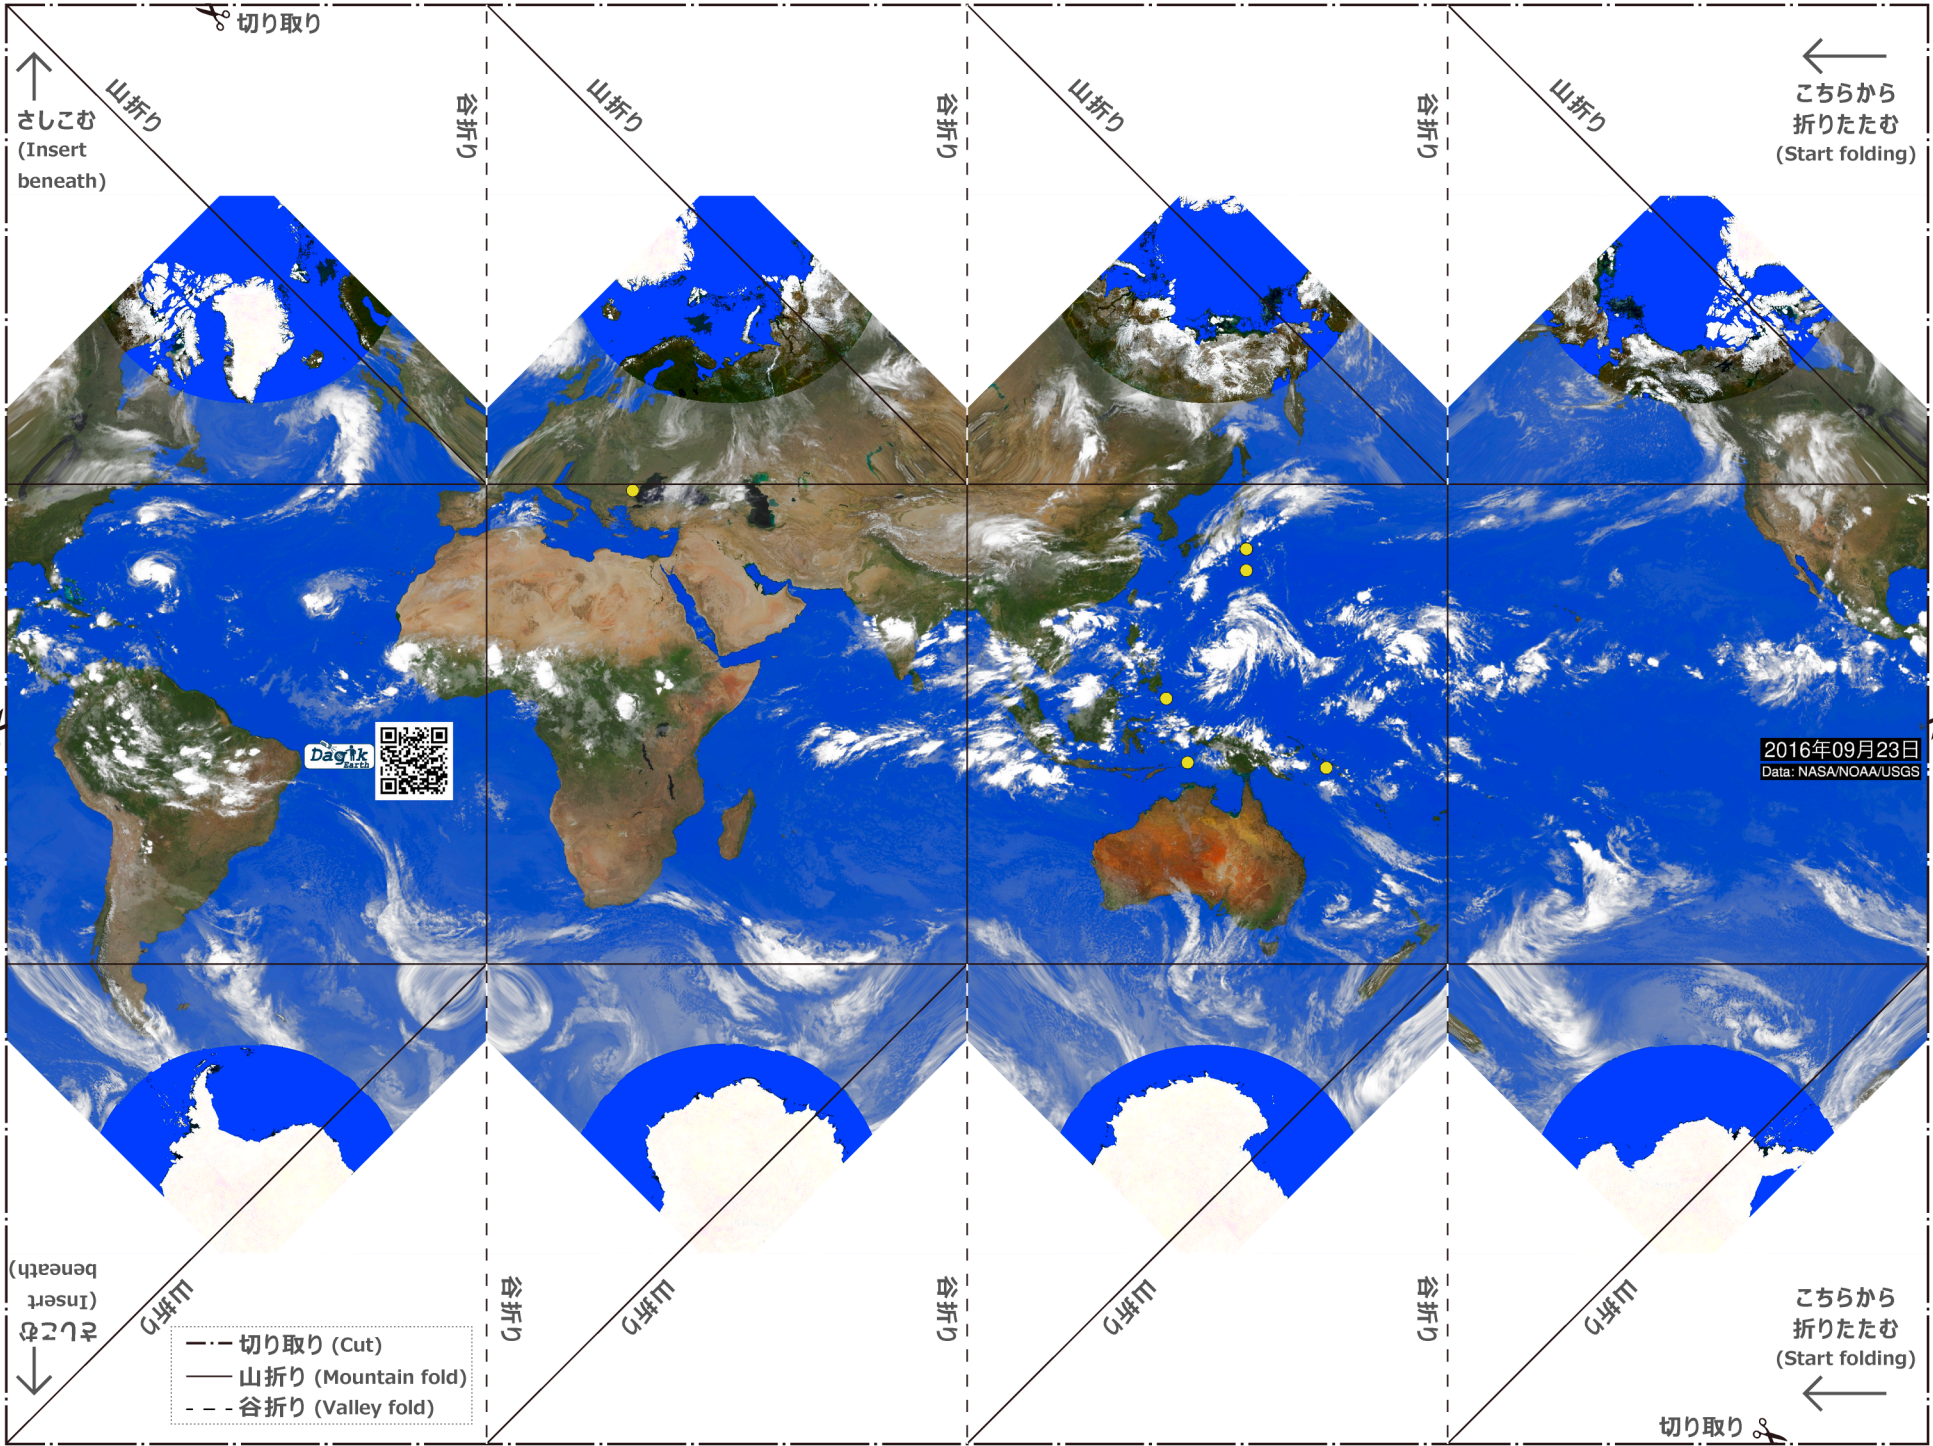 切り取り
さしこむ
(Insert
beneath)
山折り
谷折り
山折り
谷折り
山折り
谷折り
山折り
こちらから
折りたたむ
(Start folding)
Dagik
Earth
2016年09月23日
Data: NASA/NOAA/USGS
さしこむ
(Insert
beneath)
山折り
谷折り
山折り
谷折り
山折り
谷折り
山折り
こちらから
折りたたむ
(Start folding)
切り取り (Cut)
山折り (Mountain fold)
谷折り (Valley fold)
切り取り